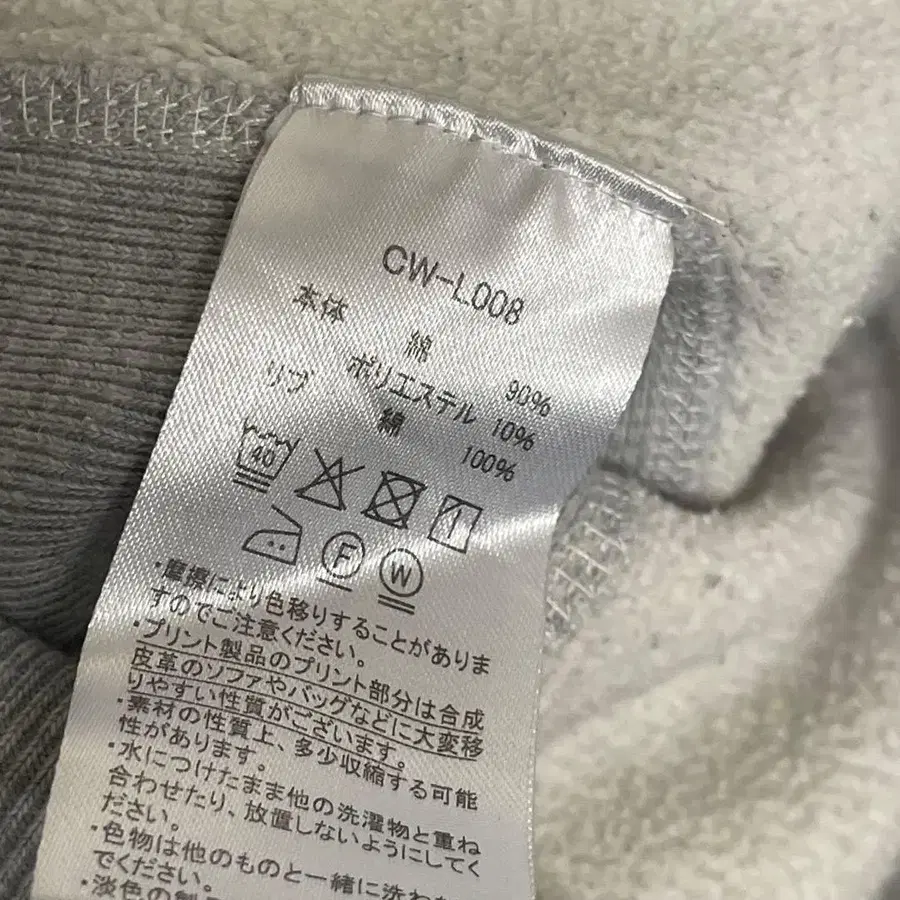 CW-L008
本体 綿 90%
ポリエステル 10%
リブ 綿 100%
40
F W
・摩擦により色移りすることがありま
すのでご注意ください。
・プリント製品のプリント部分は合成
皮革のソファやバッグなどに大変移
りやすい性質がございます。
・素材の性質上、多少収縮する可能
性があります。
・水につけたまま他の洗濯物と重ね
合わせたり、放置しないようにしてく
ださい。
・色物は他のものと一緒に洗わな
でください。
・淡色の製